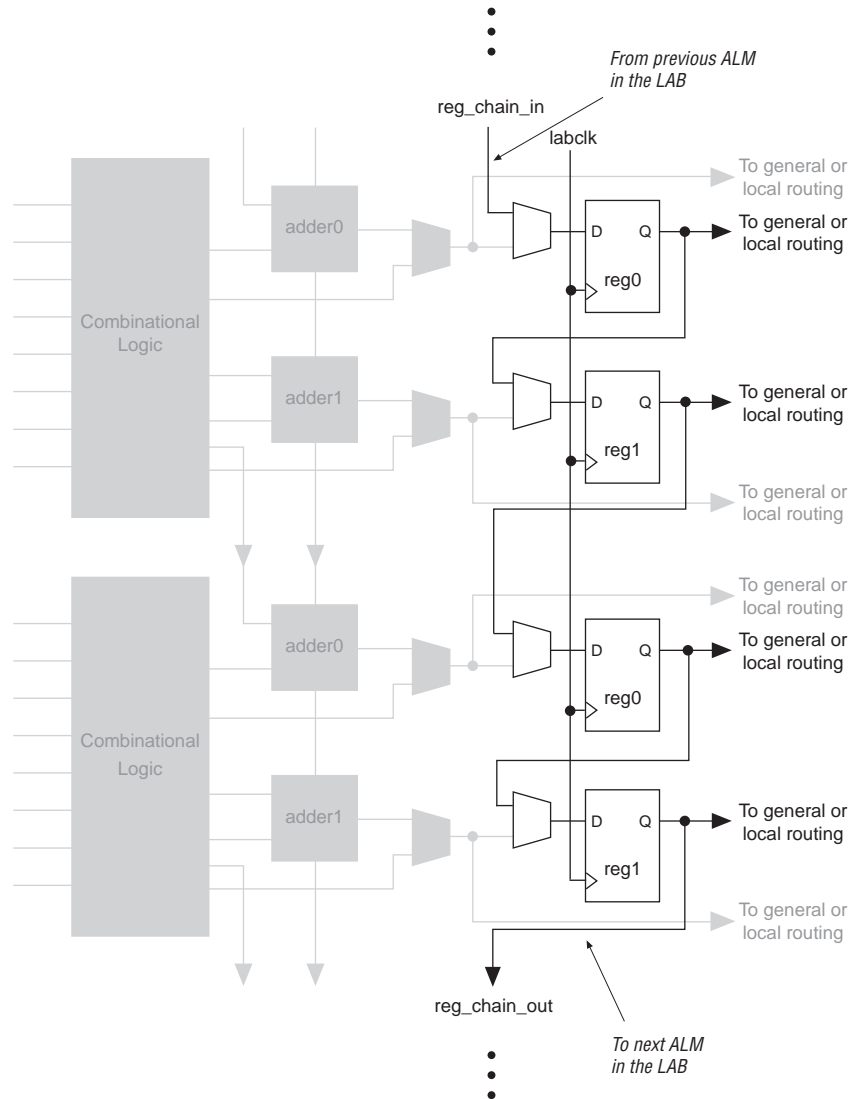 From previous ALM
in the LAB
reg_chain_in
labclk
To general or
local routing
adder0
D Q
To general or
local routing
reg0
Combinational
Logic
adder1
D Q
To general or
local routing
reg1
To general or
local routing
To general or
local routing
adder0
D Q
To general or
local routing
reg0
Combinational
Logic
adder1
D Q
To general or
local routing
reg1
To general or
local routing
reg_chain_out
To next ALM
in the LAB